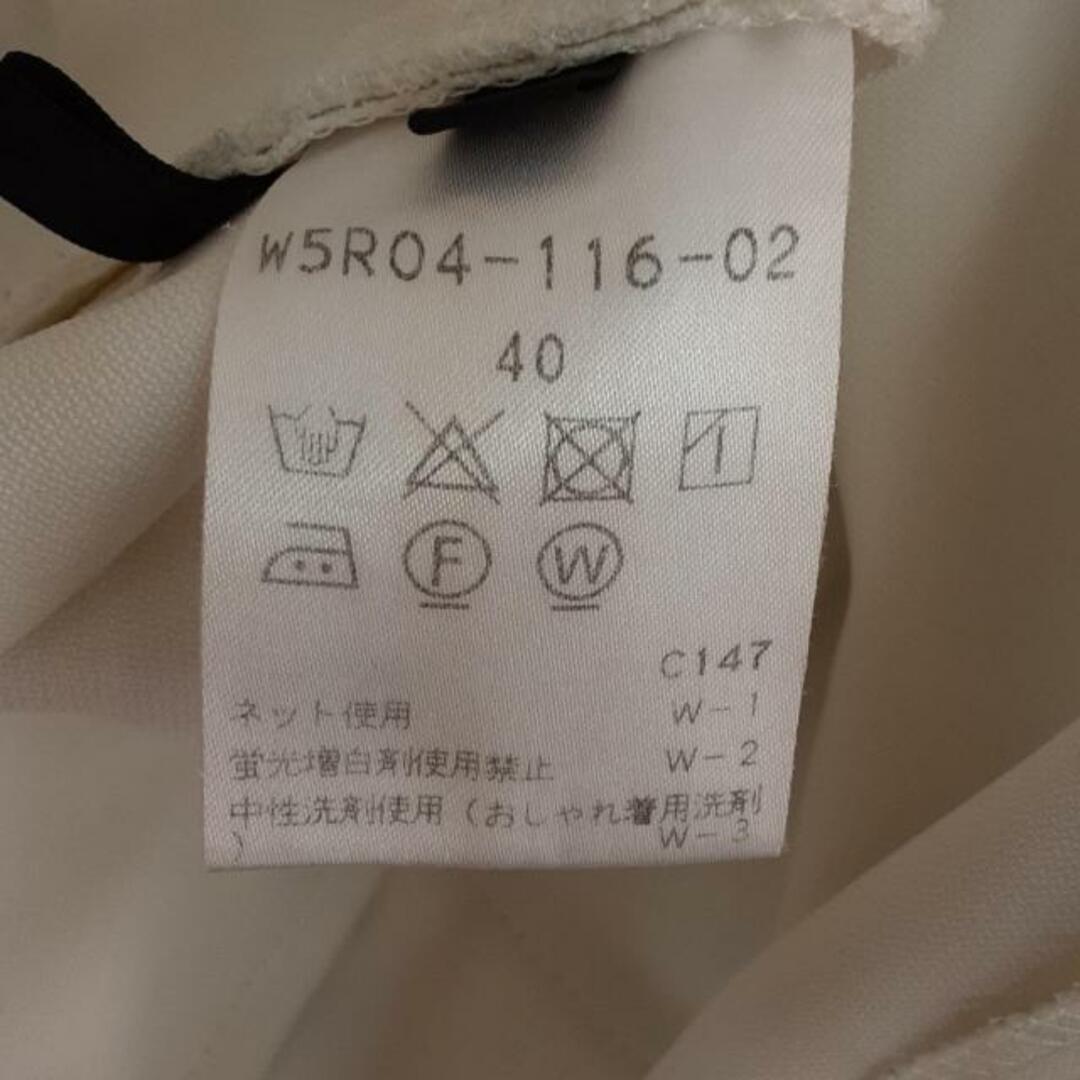 W5R04-116-02
40
F W
C147
ネット使用 W-1
蛍光増白剤使用禁止 W-2
中性洗剤使用(おしゃれ着用洗剤
) W-3